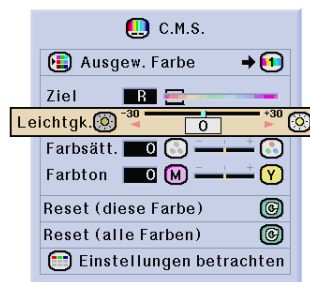 C.M.S.
Ausgew. Farbe 1
Ziel R
Leichtgk. -30 0 +30
Farbsätt. 0 - +
Farbton 0 M - + Y
Reset (diese Farbe)
Reset (alle Farben)
Einstellungen betrachten